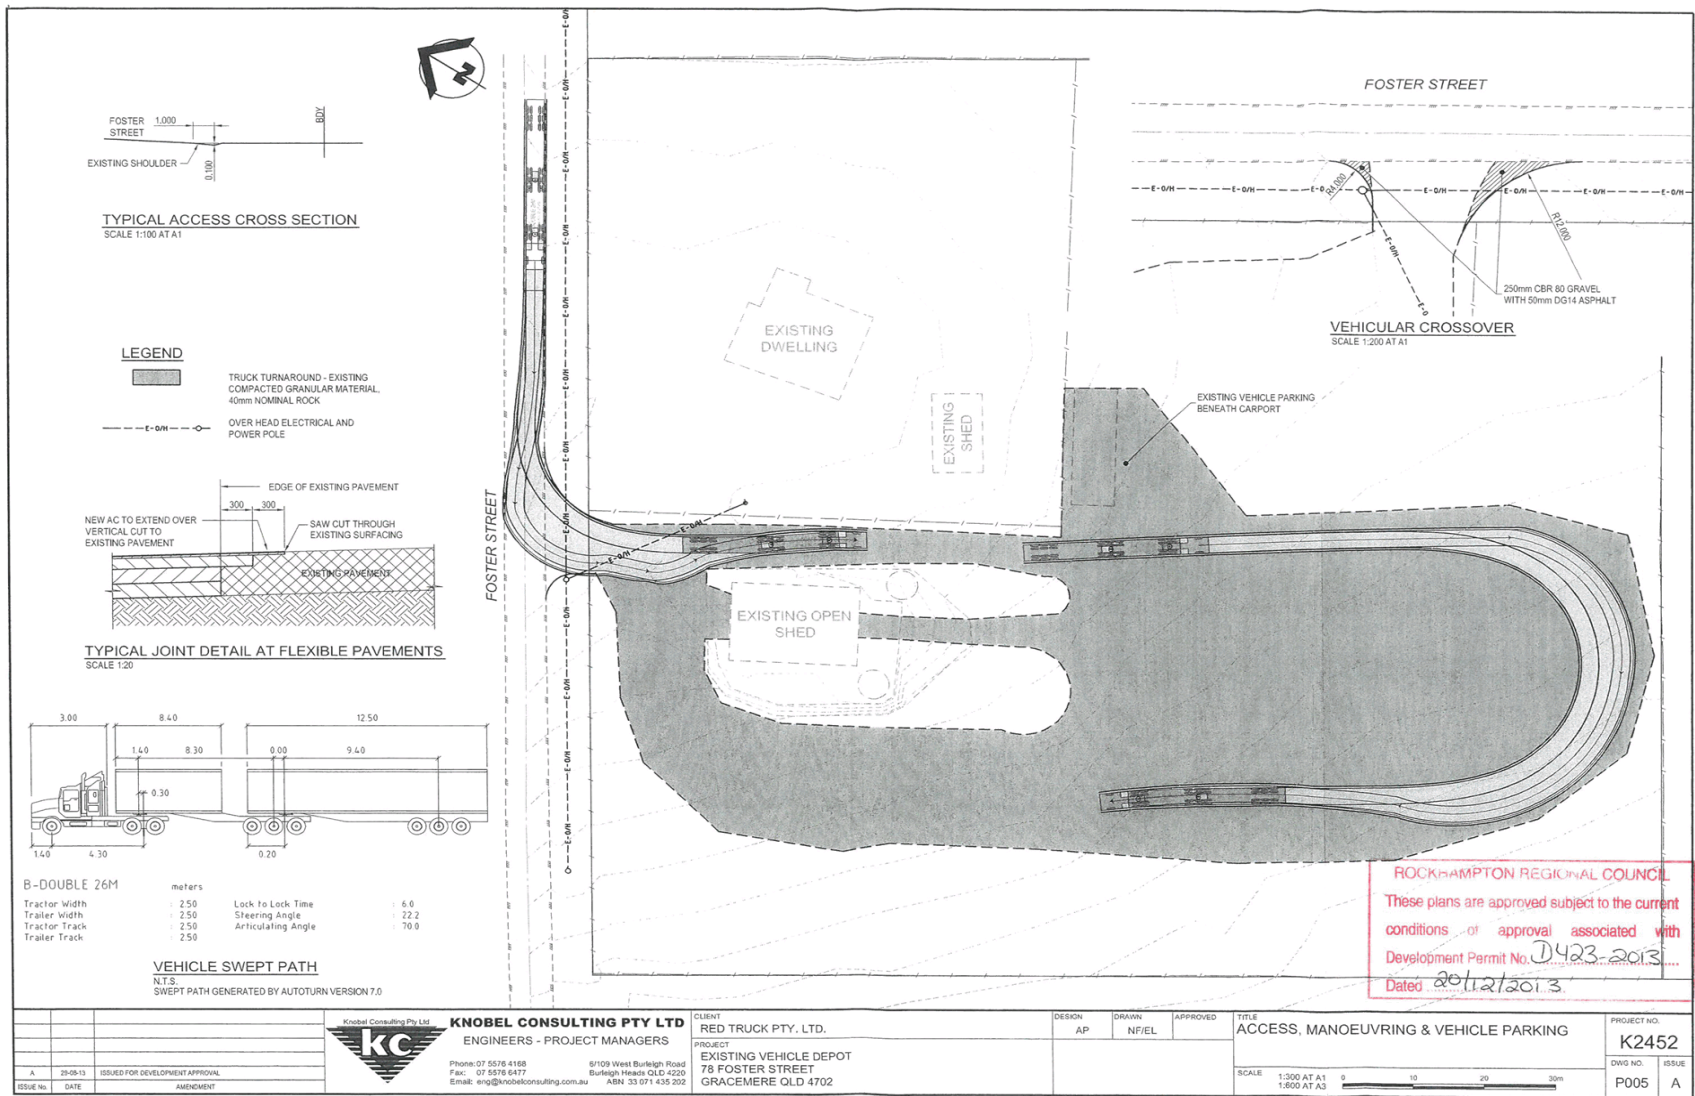 N
FOSTER
STREET
1.000
BDY
EXISTING SHOULDER
0.100
TYPICAL ACCESS CROSS SECTION
SCALE 1:100 AT A1
LEGEND
TRUCK TURNAROUND - EXISTING
COMPACTED GRANULAR MATERIAL,
40mm NOMINAL ROCK
E-O/H
OVER HEAD ELECTRICAL AND
POWER POLE
EDGE OF EXISTING PAVEMENT
300
300
NEW AC TO EXTEND OVER
VERTICAL CUT TO
EXISTING PAVEMENT
SAW CUT THROUGH
EXISTING SURFACING
EXISTING PAVEMENT
TYPICAL JOINT DETAIL AT FLEXIBLE PAVEMENTS
SCALE 1:20
3.00
8.40
12.50
1.40
8.30
0.00
9.40
0.30
1.40
4.30
0.20
B-DOUBLE 26M
meters
Tractor Width : 2.50
Trailer Width : 2.50
Tractor Track : 2.50
Trailer Track : 2.50
Lock to Lock Time : 6.0
Steering Angle : 22.2
Articulating Angle : 70.0
VEHICLE SWEPT PATH
N.T.S.
SWEPT PATH GENERATED BY AUTOTURN VERSION 7.0
FOSTER STREET
E-O/H
E-O/H
E-O/H
E-O/H
E-O/H
E-O/H
E-O/H
E-O/H
E-O/H
E-O/H
E-O/H
E-O/H
E-O/H
EXISTING
DWELLING
EXISTING
SHED
EXISTING OPEN
SHED
EXISTING VEHICLE PARKING
BENEATH CARPORT
FOSTER STREET
E-O/H
E-O/H
E-O/H
E-O/H
E-O/H
E-O/H
E-O/H
R4.000
R12.000
250mm CBR 80 GRAVEL
WITH 50mm DG14 ASPHALT
VEHICULAR CROSSOVER
SCALE 1:200 AT A1
ROCKHAMPTON REGIONAL COUNCIL
These plans are approved subject to the current
conditions of approval associated with
Development Permit No. D423-2013
Dated 20/12/2013
A 29-05-13 ISSUED FOR DEVELOPMENT APPROVAL
ISSUE No. DATE AMENDMENT
Knobel Consulting Pty Ltd
kc
KNOBEL CONSULTING PTY LTD
ENGINEERS - PROJECT MANAGERS
Phone: 07 5576 4168
Fax: 07 5576 6477
Email: eng@knobelconsulting.com.au
6/109 West Burleigh Road
Burleigh Heads QLD 4220
ABN 33 071 435 202
CLIENT
RED TRUCK PTY. LTD.
PROJECT
EXISTING VEHICLE DEPOT
78 FOSTER STREET
GRACEMERE QLD 4702
DESIGN
AP
DRAWN
NF/EL
APPROVED
TITLE
ACCESS, MANOEUVRING & VEHICLE PARKING
SCALE
1:300 AT A1
1:600 AT A3
0 10 20 30m
PROJECT NO.
K2452
DWG NO.
P005
ISSUE
A